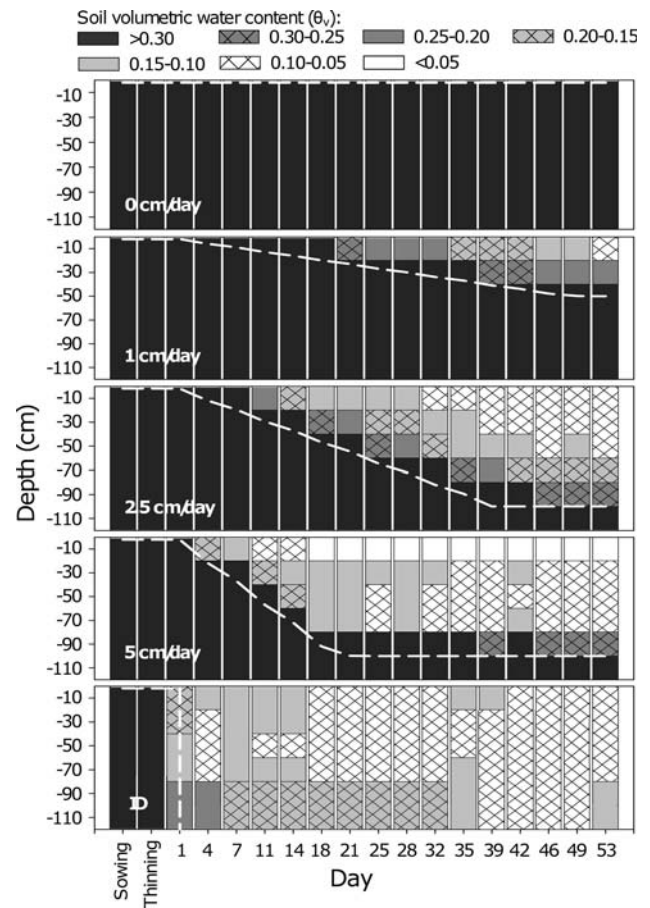 Soil volumetric water content (θv):
>0.30 0.30-0.25 0.25-0.20 0.20-0.15
0.15-0.10 0.10-0.05 <0.05
Depth (cm)
-10
-30
-50
-70
-90
-110
0 cm/day
-10
-30
-50
-70
-90
-110
1 cm/day
-10
-30
-50
-70
-90
-110
2.5 cm/day
-10
-30
-50
-70
-90
-110
5 cm/day
-10
-30
-50
-70
-90
-110
ID
Sowing Thinning 1 4 7 11 14 18 21 25 28 32 35 39 42 46 49 53
Day